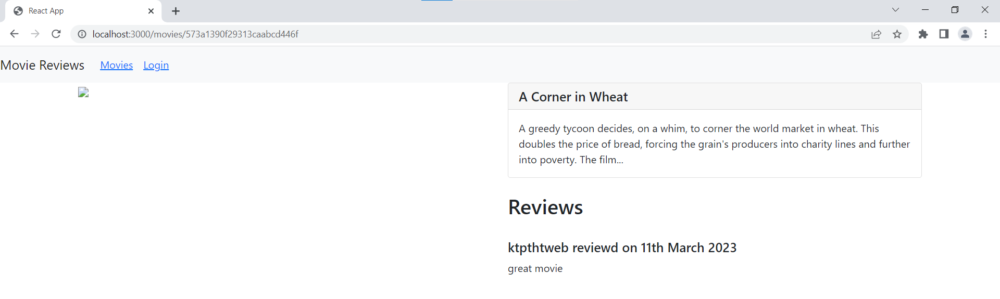 React App
localhost:3000/movies/573a1390f29313caabcd446f
Movie Reviews Movies Login
A Corner in Wheat
A greedy tycoon decides, on a whim, to corner the world market in wheat. This
doubles the price of bread, forcing the grain's producers into charity lines and further
into poverty. The film...
Reviews
ktpthtweb reviewd on 11th March 2023
great movie